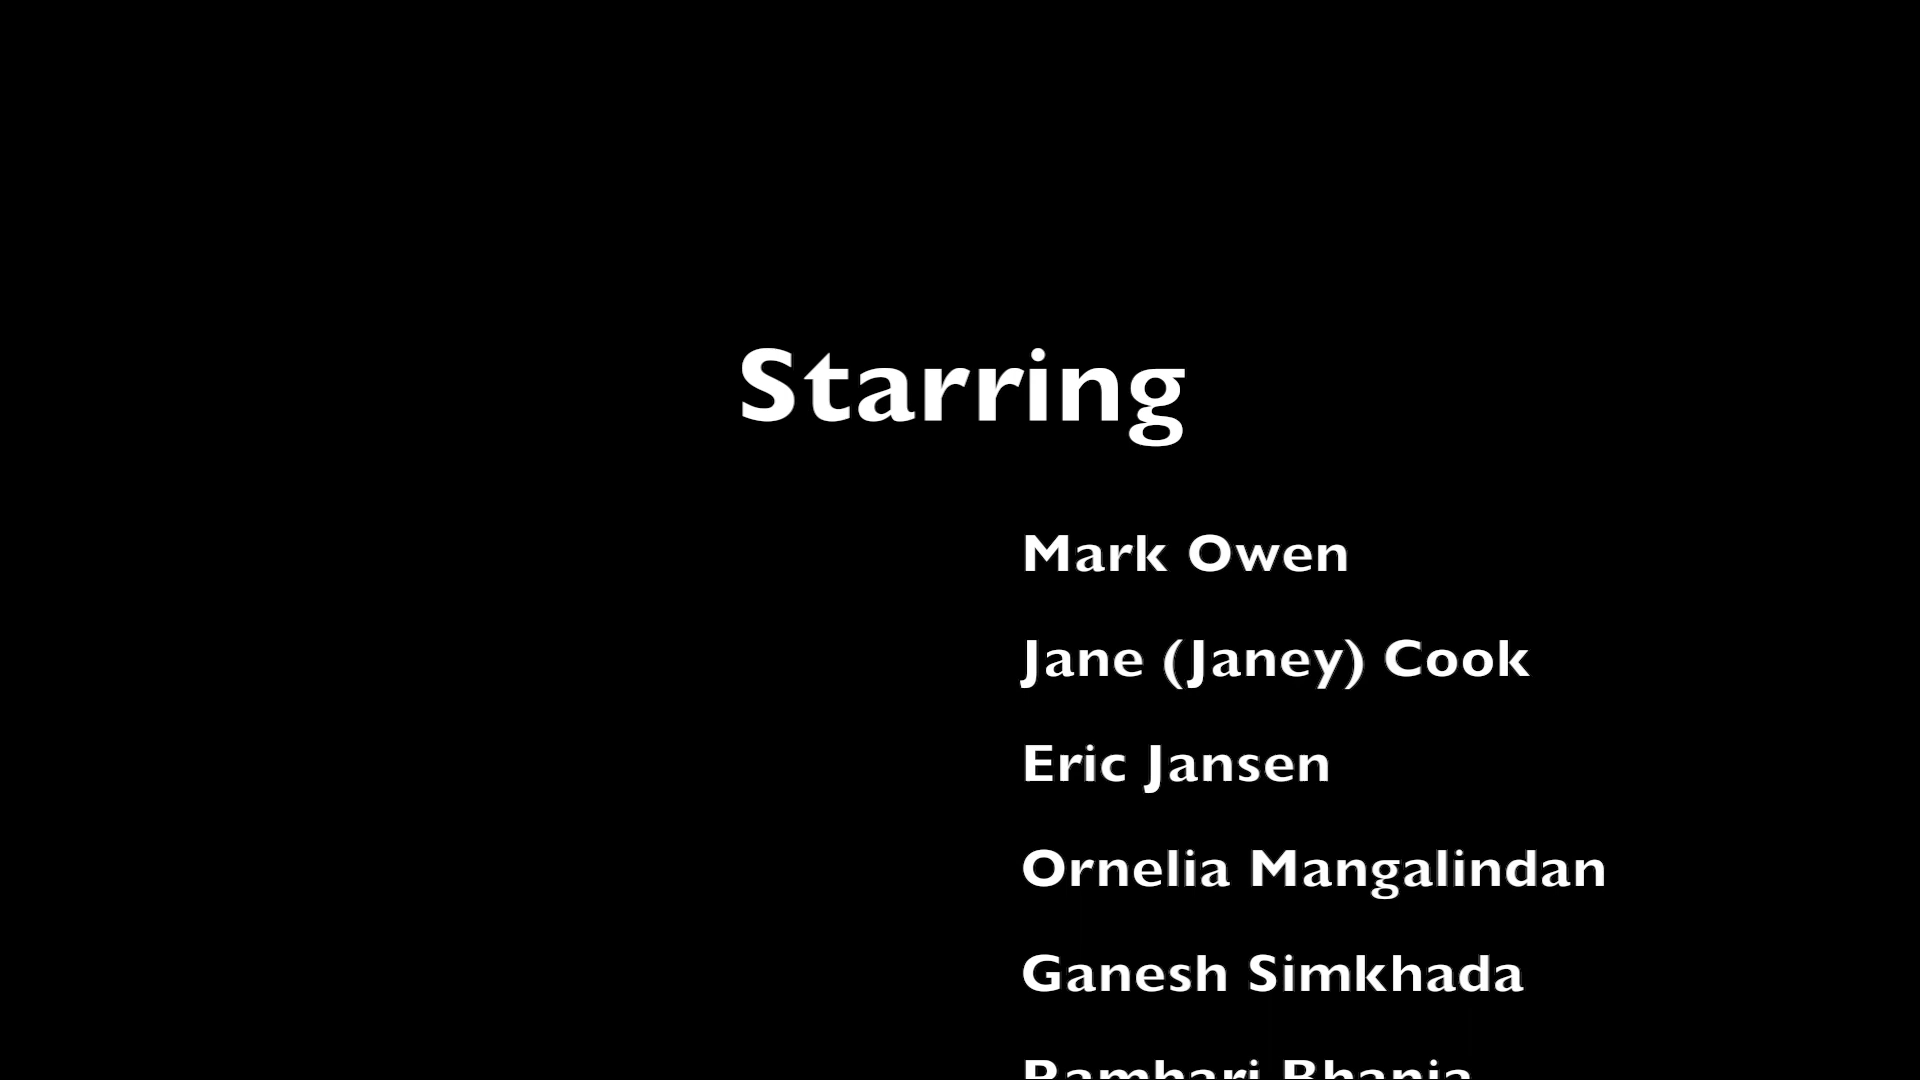 Starring
Mark Owen
Jane (Janey) Cook
Eric Jansen
Ornelia Mangalindan
Ganesh Simkhada